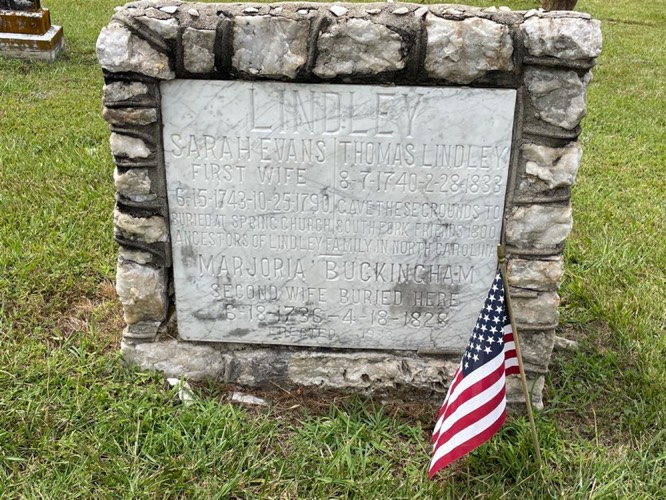 LINDLEY
SARAH EVANS THOMAS LINDLEY
FIRST WIFE 8-7-1740-2-28-1833
6-15-1743-10-25-1790 GAVE THESE GROUNDS TO
BURIED AT SPRING CHURCH SOUTH FORK FRIENDS 1800
ANCESTORS OF LINDLEY FAMILY IN NORTH CAROLINA
MARJORIA BUCKINGHAM
SECOND WIFE BURIED HERE
6-18-1736-4-18-1828